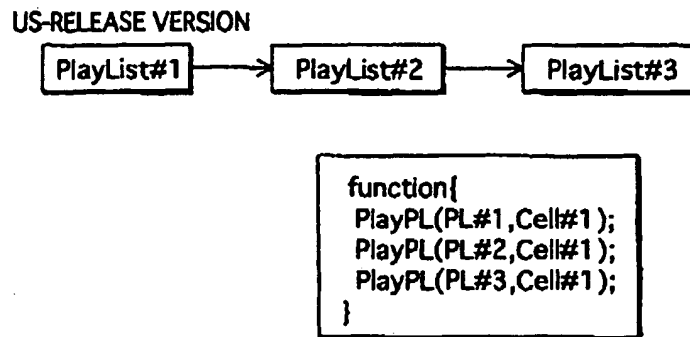 US-RELEASE VERSION
PlayList#1 PlayList#2 PlayList#3
function{
PlayPL(PL#1,Cell#1);
PlayPL(PL#2,Cell#1);
PlayPL(PL#3,Cell#1);
}